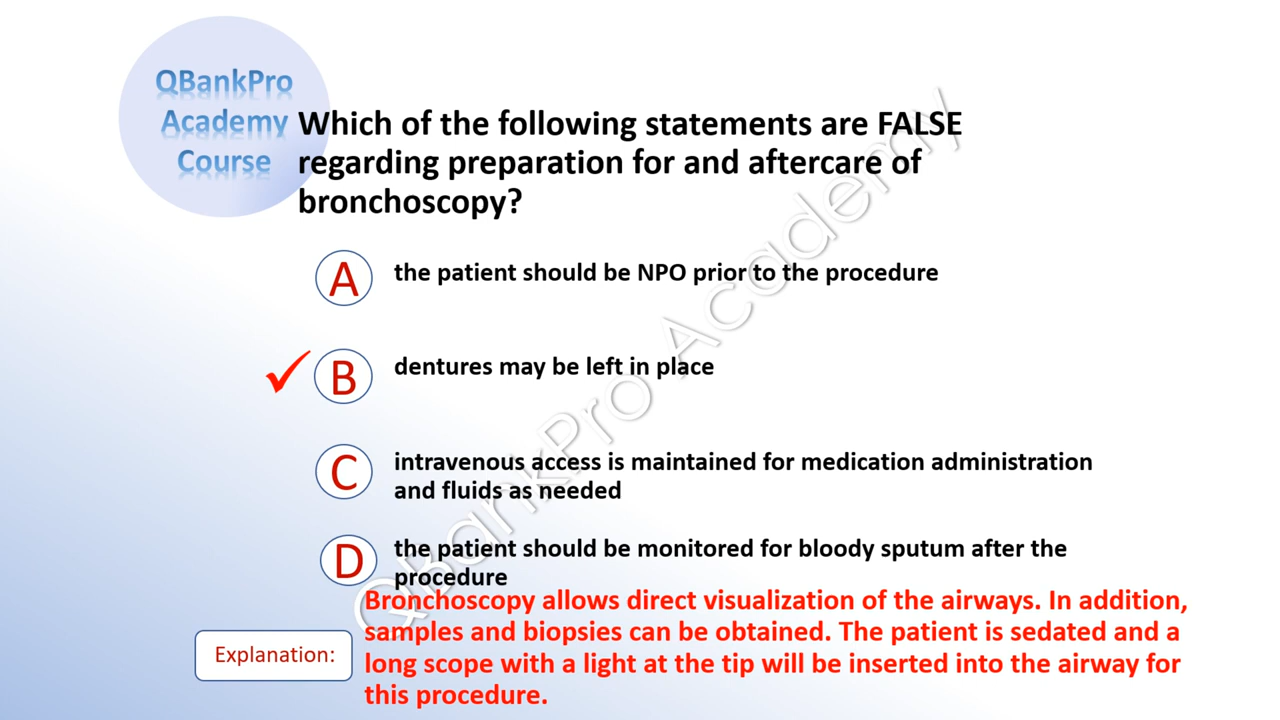 QBankPro
Academy
Course
Which of the following statements are FALSE
regarding preparation for and aftercare of
bronchoscopy?
A
the patient should be NPO prior to the procedure
B
dentures may be left in place
C
intravenous access is maintained for medication administration
and fluids as needed
D
the patient should be monitored for bloody sputum after the
procedure
Explanation:
Bronchoscopy allows direct visualization of the airways. In addition,
samples and biopsies can be obtained. The patient is sedated and a
long scope with a light at the tip will be inserted into the airway for
this procedure.
QBankPro Academy